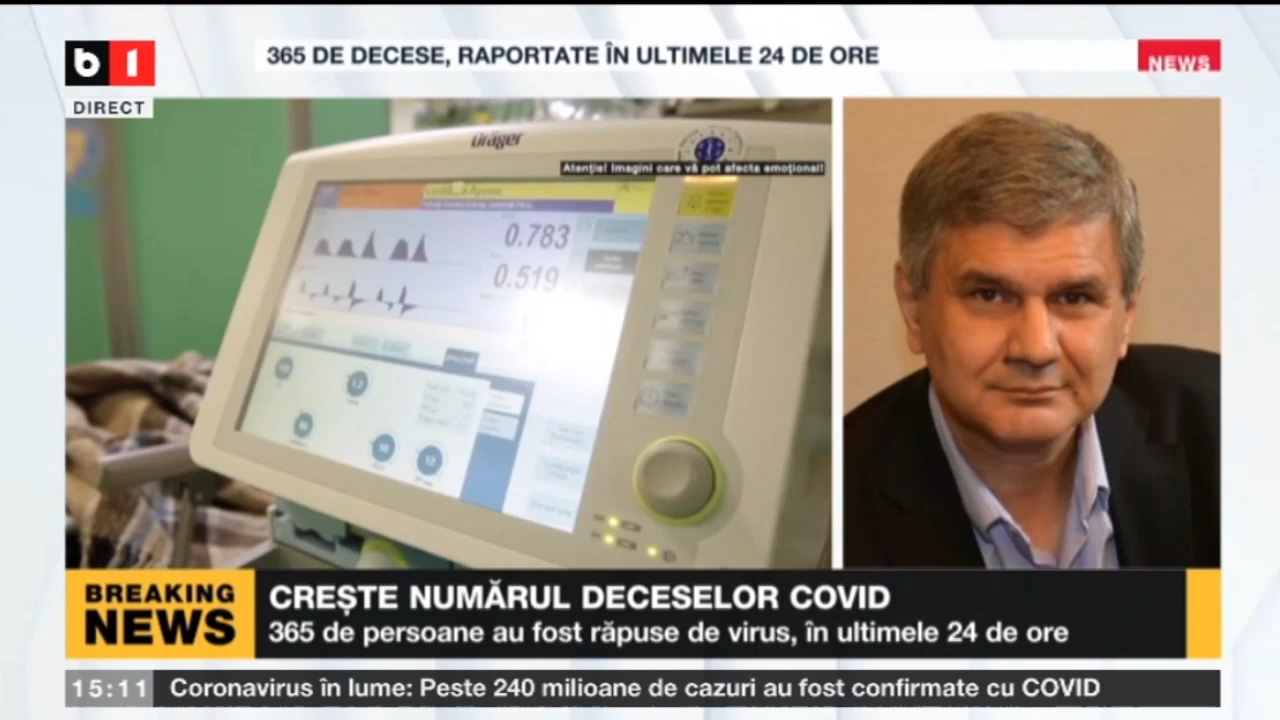 b 1
365 DE DECESE, RAPORTATE ÎN ULTIMELE 24 DE ORE
NEWS
DIRECT
Dräger
Atenție! Imagini care vă pot afecta emoțional!
0.783
0.519
BREAKING
NEWS
CREȘTE NUMĂRUL DECESELOR COVID
365 de persoane au fost răpuse de virus, în ultimele 24 de ore
15:11 Coronavirus în lume: Peste 240 milioane de cazuri au fost confirmate cu COVID